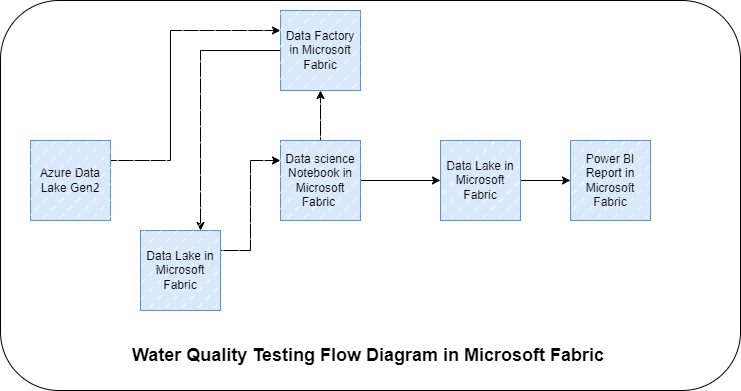 Data Factory
in Microsoft
Fabric
Azure Data
Lake Gen2
Data science
Notebook in
Microsoft
Fabric
Data Lake in
Microsoft
Fabric
Power BI
Report in
Microsoft
Fabric
Data Lake in
Microsoft
Fabric
Water Quality Testing Flow Diagram in Microsoft Fabric